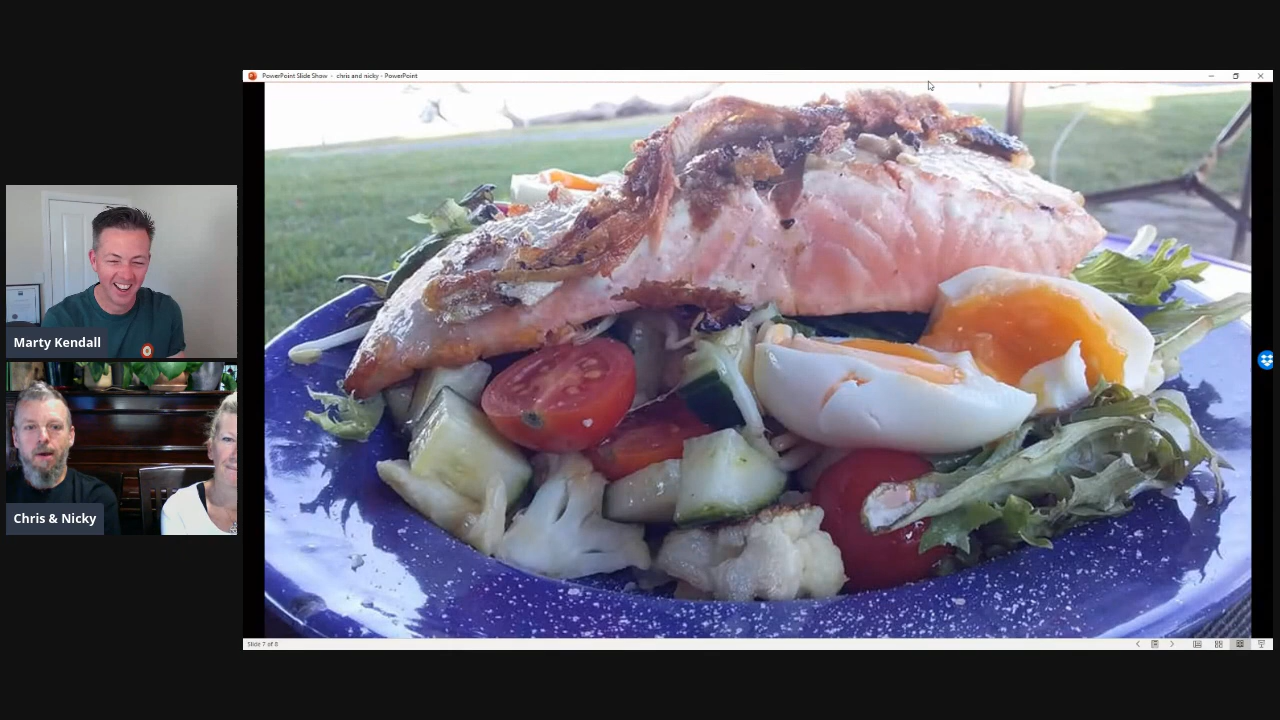 PowerPoint Slide Show - chris and nicky - PowerPoint
Marty Kendall
Chris & Nicky
Slide 7 of 8